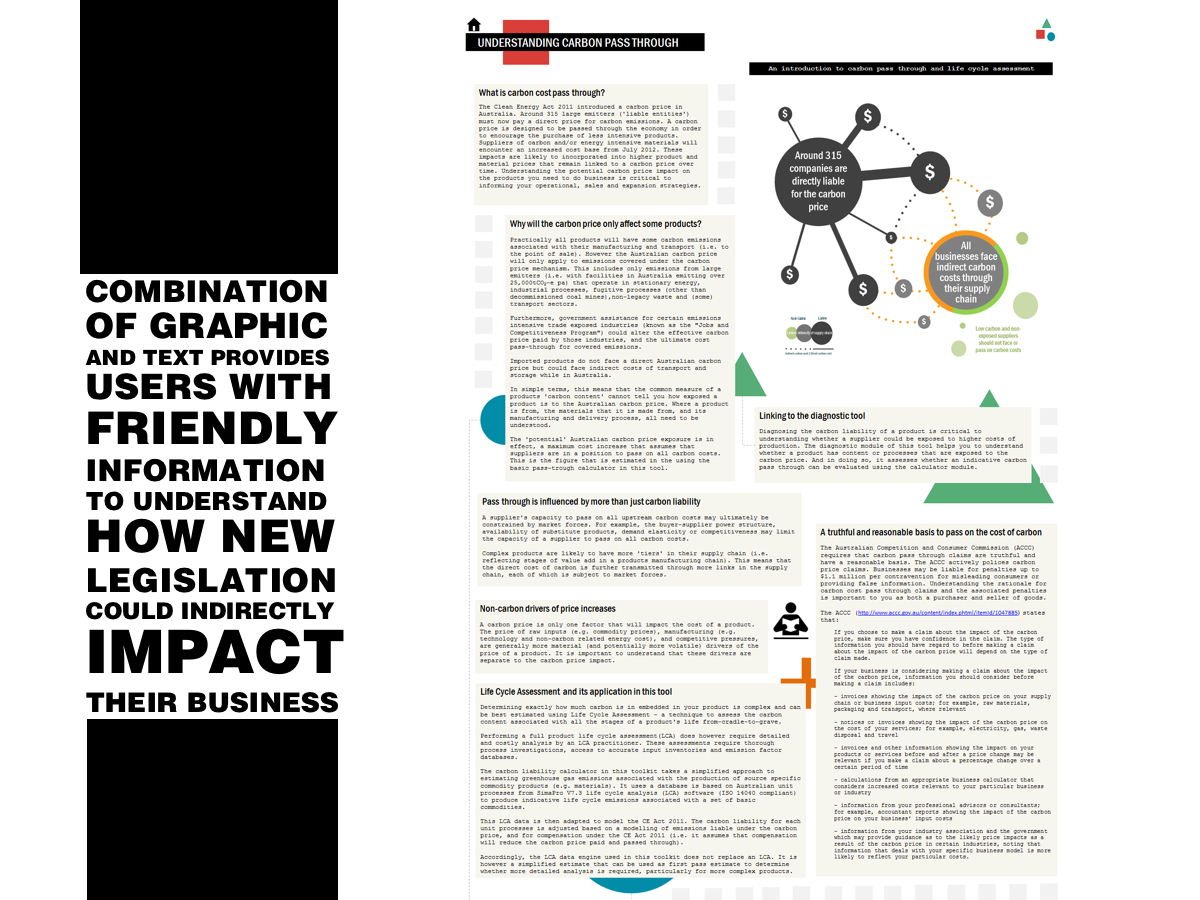 COMBINATION
OF GRAPHIC
AND TEXT PROVIDES
USERS WITH
FRIENDLY
INFORMATION
TO UNDERSTAND
HOW NEW
LEGISLATION
COULD INDIRECTLY
IMPACT
THEIR BUSINESS
UNDERSTANDING CARBON PASS THROUGH
An introduction to carbon pass through and life cycle assessment
What is carbon cost pass through?
The Clean Energy Act 2011 introduced a carbon price in
Australia. Around 315 large emitters ('liable entities')
must now pay a direct price for carbon emissions. A carbon
price is designed to be passed through the economy in order
to encourage the purchase of less intensive products.
Suppliers of carbon and/or energy intensive materials will
encounter an increased cost base from July 2012. These
impacts are likely to incorporated into higher product and
material prices that remain linked to a carbon price over
time. Understanding the potential carbon price impact on
the products you need to do business is critical to
informing your operational, sales and expansion strategies.
Why will the carbon price only affect some products?
Practically all products will have some carbon emissions
associated with their manufacturing and transport (i.e. to
the point of sale). However the Australian carbon price
will only apply to emissions covered under the carbon
price mechanism. This includes only emissions from large
emitters (i.e. with facilities in Australia emitting over
25,000tCO2-e pa) that operate in stationary energy,
industrial processes, fugitive processes (other than
decommissioned coal mines),non-legacy waste and (some)
transport sectors.
Furthermore, government assistance for certain emissions
intensive trade exposed industries (known as the "Jobs and
Competitiveness Program") could alter the effective carbon
price paid by those industries, and the ultimate cost
pass-through for covered emissions.
Imported products do not face a direct Australian carbon
price but could face indirect costs of transport and
storage while in Australia.
In simple terms, this means that the common measure of a
products 'carbon content' cannot tell you how exposed a
product is to the Australian carbon price. Where a product
is from, the materials that it is made from, and its
manufacturing and delivery process, all need to be
understood.
The 'potential' Australian carbon price exposure is in
effect, a maximum cost increase that assumes that
suppliers are in a position to pass on all carbon costs.
This is the figure that is estimated in the using the
basic pass-trough calculator in this tool.
$
$
Around 315
companies are
directly liable
for the carbon
price
$
$
$
$
$
$
$
All
businesses face
indirect carbon
costs through
their supply
chain
Low carbon and non-
exposed suppliers
should not face or
pass on carbon costs
Linking to the diagnostic tool
Diagnosing the carbon liability of a product is critical to
understanding whether a supplier could be exposed to higher costs of
production. The diagnostic module of this tool helps you to understand
whether a product has content or processes that are exposed to the
carbon price. And in doing so, it assesses whether an indicative carbon
pass through can be evaluated using the calculator module.
Pass through is influenced by more than just carbon liability
A supplier's capacity to pass on all upstream carbon costs may ultimately be
constrained by market forces. For example, the buyer-supplier power structure,
availability of substitute products, demand elasticity or competitiveness may limit
the capacity of a supplier to pass on all carbon costs.
Complex products are likely to have more 'tiers' in their supply chain (i.e.
reflecting stages of value add in a products manufacturing chain). This means that
the direct cost of carbon is further transmitted through more links in the supply
chain, each of which is subject to market forces.
Non-carbon drivers of price increases
A carbon price is only one factor that will impact the cost of a product.
The price of raw inputs (e.g. commodity prices), manufacturing (e.g.
technology and non-carbon related energy cost), and competitive pressures,
are generally more material (and potentially more volatile) drivers of the
price of a product. It is important to understand that these drivers are
separate to the carbon price impact.
Life Cycle Assessment and its application in this tool
Determining exactly how much carbon is in embedded in your product is complex and can
be best estimated using Life Cycle Assessment - a technique to assess the carbon
content associated with all the stages of a product's life from-cradle-to-grave.
Performing a full product life cycle assessment(LCA) does however require detailed
and costly analysis by an LCA practitioner. These assessments require thorough
process investigations, access to accurate input inventories and emission factor
databases.
The carbon liability calculator in this toolkit takes a simplified approach to
estimating greenhouse gas emissions associated with the production of source specific
commodity products (e.g. materials). It uses a database is based on Australian unit
processes from SimaPro V7.3 life cycle analysis (LCA) software (ISO 14040 compliant)
to produce indicative life cycle emissions associated with a set of basic
commodities.
This LCA data is then adapted to model the CE Act 2011. The carbon liability for each
unit processes is adjusted based on a modelling of emissions liable under the carbon
price, and for compensation under the CE Act 2011 (i.e. it assumes that compensation
will reduce the carbon price paid and passed through).
Accordingly, the LCA data engine used in this toolkit does not replace an LCA. It is
however a simplified estimate that can be used as first pass estimate to determine
whether more detailed analysis is required, particularly for more complex products.
A truthful and reasonable basis to pass on the cost of carbon
The Australian Competition and Consumer Commission (ACCC)
requires that carbon pass through claims are truthful and
have a reasonable basis. The ACCC actively polices carbon
price claims. Businesses may be liable for penalties up to
$1.1 million per contravention for misleading consumers or
providing false information. Understanding the rationale for
carbon cost pass through claims and the associated penalties
is important to you as both a purchaser and seller of goods.
The ACCC (http://www.accc.gov.au/content/index.phtml/itemId/1047885) states
that:
If you choose to make a claim about the impact of the carbon
price, make sure you have confidence in the claim. The type of
information you should have regard to before making a claim
about the impact of the carbon price will depend on the type of
claim made.
If your business is considering making a claim about the impact
of the carbon price, information you should consider before
making a claim includes:
- invoices showing the impact of the carbon price on your supply
chain or business input costs; for example, raw materials,
packaging and transport, where relevant
- notices or invoices showing the impact of the carbon price on
the cost of your services; for example, electricity, gas, waste
disposal and travel
- invoices and other information showing the impact on your
products or services before and after a price change may be
relevant if you make a claim about a percentage change over a
certain period of time
- calculations from an appropriate business calculator that
considers increased costs relevant to your particular business
or industry
- information from your professional advisors or consultants;
for example, accountant reports showing the impact of the carbon
price on your business' input costs
- information from your industry association and the government
which may provide guidance as to the likely price impacts as a
result of the carbon price in certain industries, noting that
information that deals with your specific business model is more
likely to reflect your particular costs.